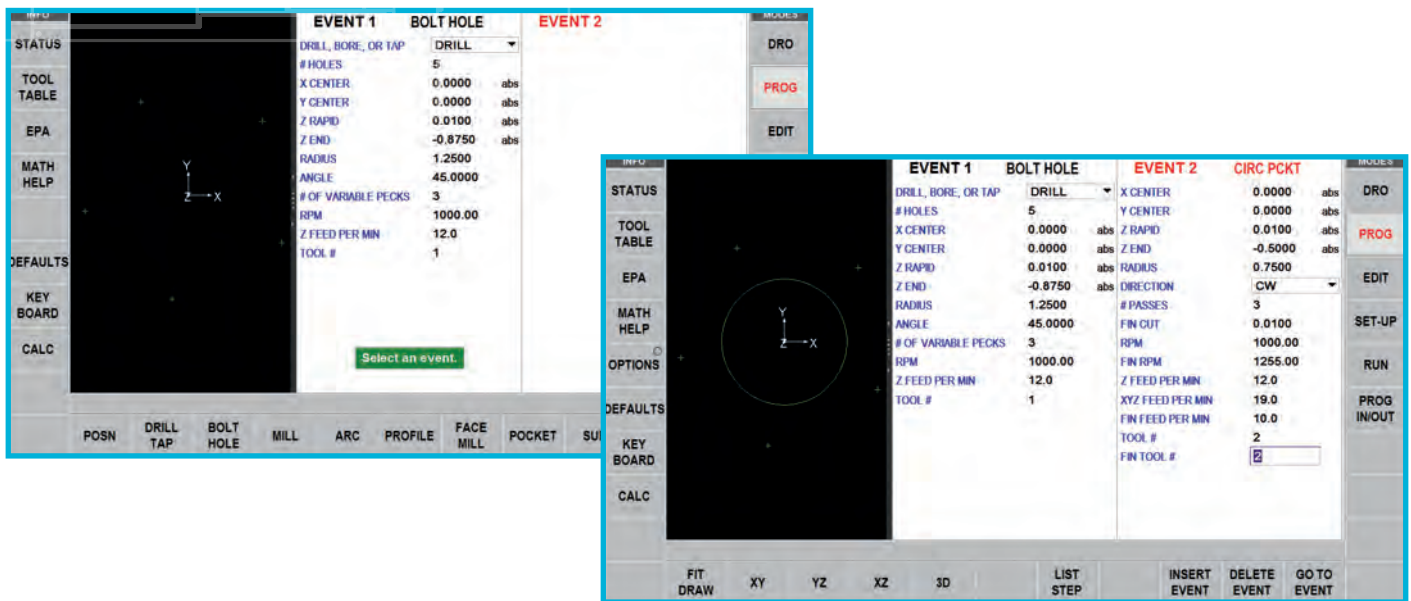 INFO
STATUS
TOOL
TABLE
EPA
MATH
HELP
DEFAULTS
KEY
BOARD
CALC
Y
Z X
EVENT 1 BOLT HOLE
DRILL, BORE, OR TAP DRILL
# HOLES 5
X CENTER 0.0000 abs
Y CENTER 0.0000 abs
Z RAPID 0.0100 abs
Z END -0.8750 abs
RADIUS 1.2500
ANGLE 45.0000
# OF VARIABLE PECKS 3
RPM 1000.00
Z FEED PER MIN 12.0
TOOL # 1
Select an event.
EVENT 2
MODES
DRO
PROG
EDIT
POSN
DRILL
TAP
BOLT
HOLE
MILL
ARC
PROFILE
FACE
MILL
POCKET
INFO
STATUS
TOOL
TABLE
EPA
MATH
HELP
OPTIONS
DEFAULTS
KEY
BOARD
CALC
Y
Z X
EVENT 1 BOLT HOLE
DRILL, BORE, OR TAP DRILL
# HOLES 5
X CENTER 0.0000 abs
Y CENTER 0.0000 abs
Z RAPID 0.0100 abs
Z END -0.8750 abs
RADIUS 1.2500
ANGLE 45.0000
# OF VARIABLE PECKS 3
RPM 1000.00
Z FEED PER MIN 12.0
TOOL # 1
EVENT 2 CIRC PCKT
X CENTER 0.0000 abs
Y CENTER 0.0000 abs
Z RAPID 0.0100 abs
Z END -0.5000 abs
RADIUS 0.7500
DIRECTION CW
# PASSES 3
FIN CUT 0.0100
RPM 1000.00
FIN RPM 1255.00
Z FEED PER MIN 12.0
XYZ FEED PER MIN 19.0
FIN FEED PER MIN 10.0
TOOL # 2
FIN TOOL # 2
MODES
DRO
PROG
EDIT
SET-UP
RUN
PROG
IN/OUT
FIT
DRAW
XY
YZ
XZ
3D
LIST
STEP
INSERT
EVENT
DELETE
EVENT
GO TO
EVENT